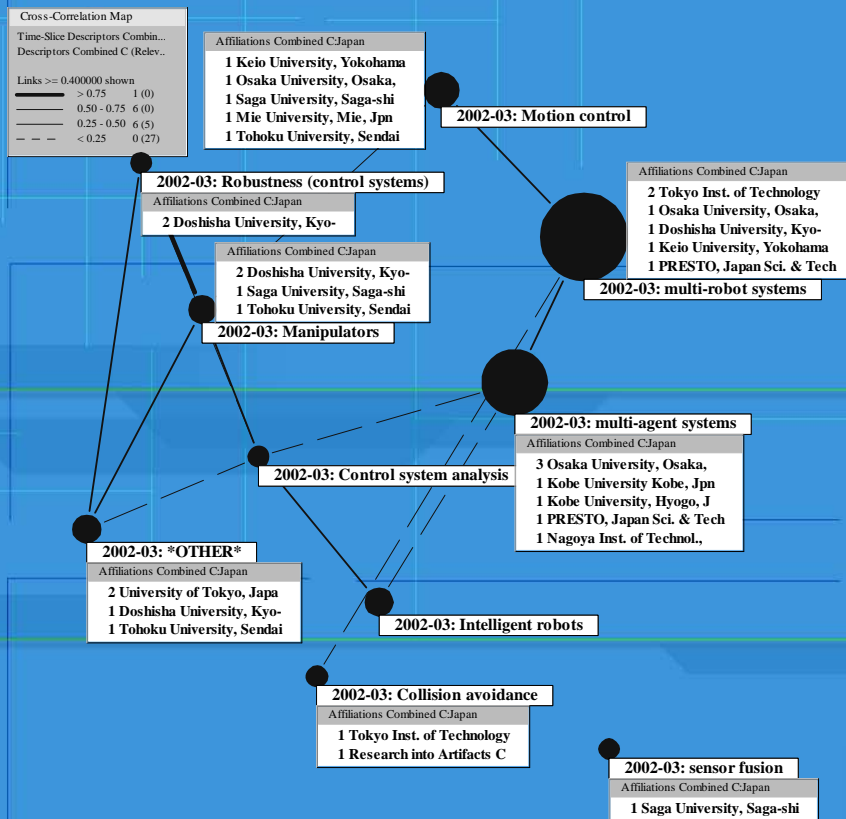 Cross-Correlation Map
Time-Slice Descriptors Combin...
Descriptors Combined C (Relev..
Links >= 0.400000 shown
> 0.75 1 (0)
0.50 - 0.75 6 (0)
0.25 - 0.50 6 (5)
< 0.25 0 (27)
Affiliations Combined C:Japan
1 Keio University, Yokohama
1 Osaka University, Osaka,
1 Saga University, Saga-shi
1 Mie University, Mie, Jpn
1 Tohoku University, Sendai
2002-03: Motion control
2002-03: Robustness (control systems)
Affiliations Combined C:Japan
2 Doshisha University, Kyo-
Affiliations Combined C:Japan
2 Tokyo Inst. of Technology
1 Osaka University, Osaka,
1 Doshisha University, Kyo-
1 Keio University, Yokohama
1 PRESTO, Japan Sci. & Tech
2002-03: multi-robot systems
Affiliations Combined C:Japan
2 Doshisha University, Kyo-
1 Saga University, Saga-shi
1 Tohoku University, Sendai
2002-03: Manipulators
2002-03: multi-agent systems
Affiliations Combined C:Japan
3 Osaka University, Osaka,
1 Kobe University Kobe, Jpn
1 Kobe University, Hyogo, J
1 PRESTO, Japan Sci. & Tech
1 Nagoya Inst. of Technol.,
2002-03: Control system analysis
2002-03: *OTHER*
Affiliations Combined C:Japan
2 University of Tokyo, Japa
1 Doshisha University, Kyo-
1 Tohoku University, Sendai
2002-03: Intelligent robots
2002-03: Collision avoidance
Affiliations Combined C:Japan
1 Tokyo Inst. of Technology
1 Research into Artifacts C
2002-03: sensor fusion
Affiliations Combined C:Japan
1 Saga University, Saga-shi